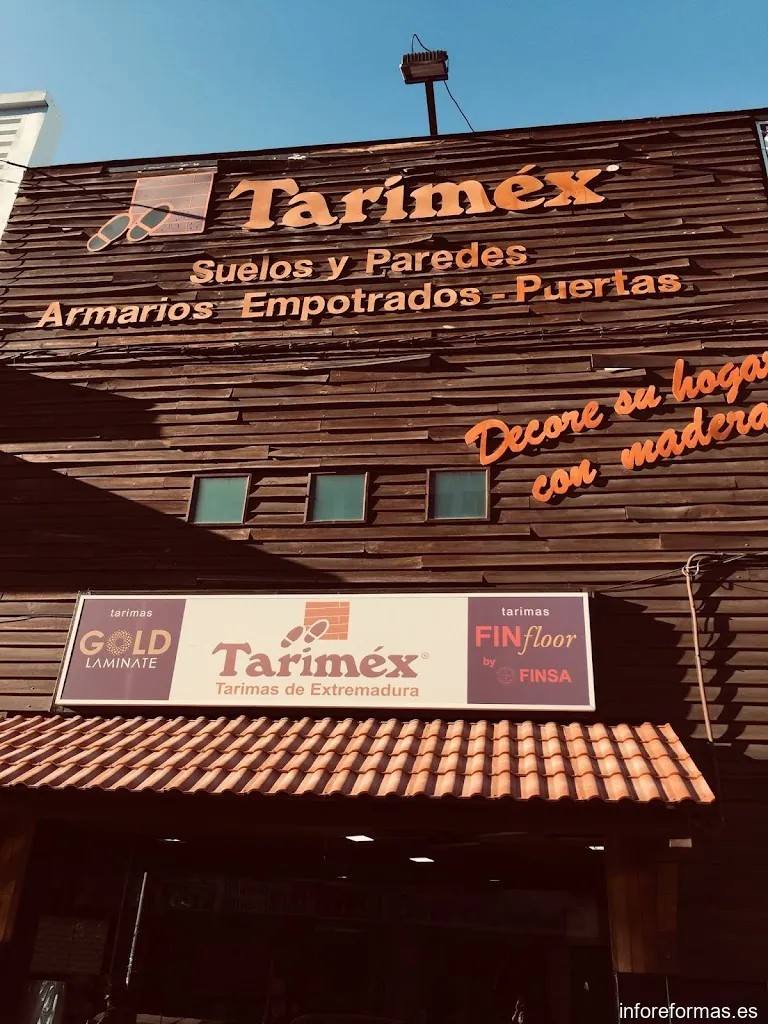 Tariméx®
Suelos y Paredes
Armarios Empotrados - Puertas
Decore su hogar
con madera
tarimas
GOLD
LAMINATE
Tariméx®
Tarimas de Extremadura
tarimas
FINfloor
by FINSA
inforeformas.es